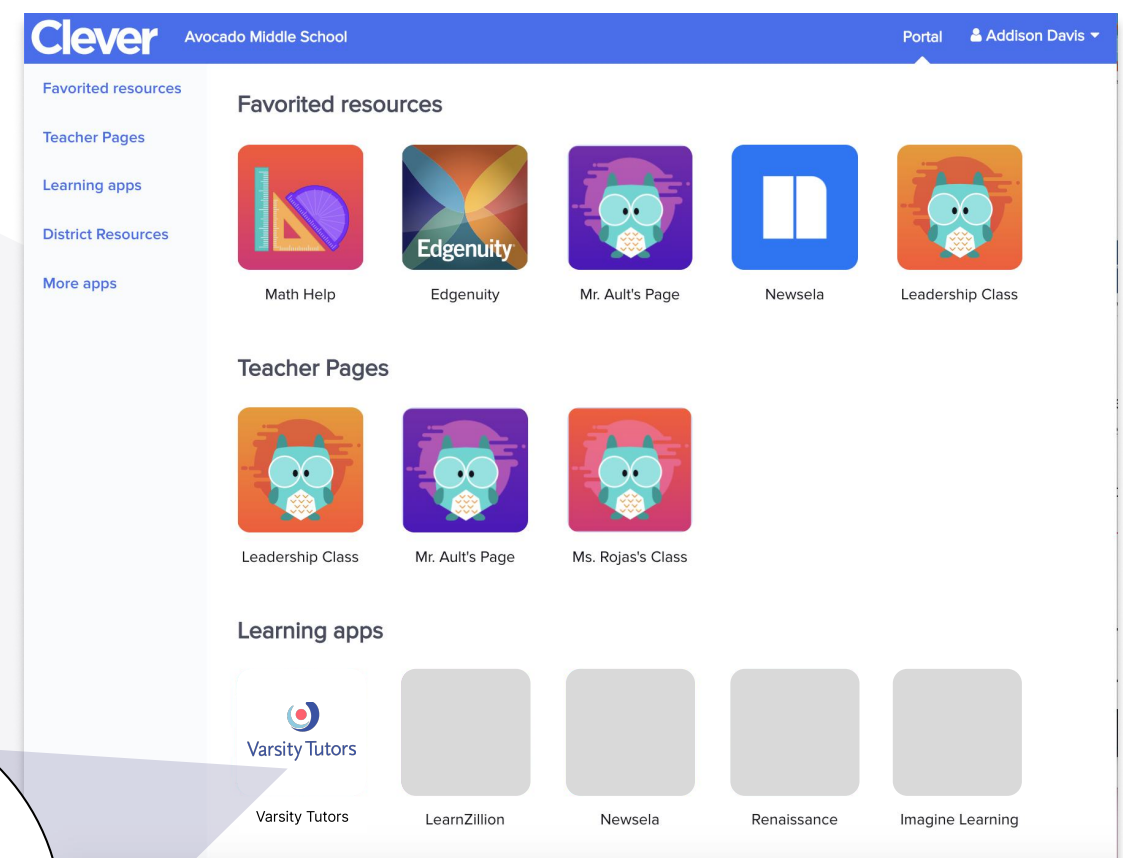 Clever Avocado Middle School Portal Addison Davis
Favorited resources
Teacher Pages
Learning apps
District Resources
More apps
Favorited resources
Edgenuity
Math Help Edgenuity Mr. Ault's Page Newsela Leadership Class
Teacher Pages
Leadership Class Mr. Ault's Page Ms. Rojas's Class
Learning apps
Varsity Tutors
Varsity Tutors LearnZillion Newsela Renaissance Imagine Learning